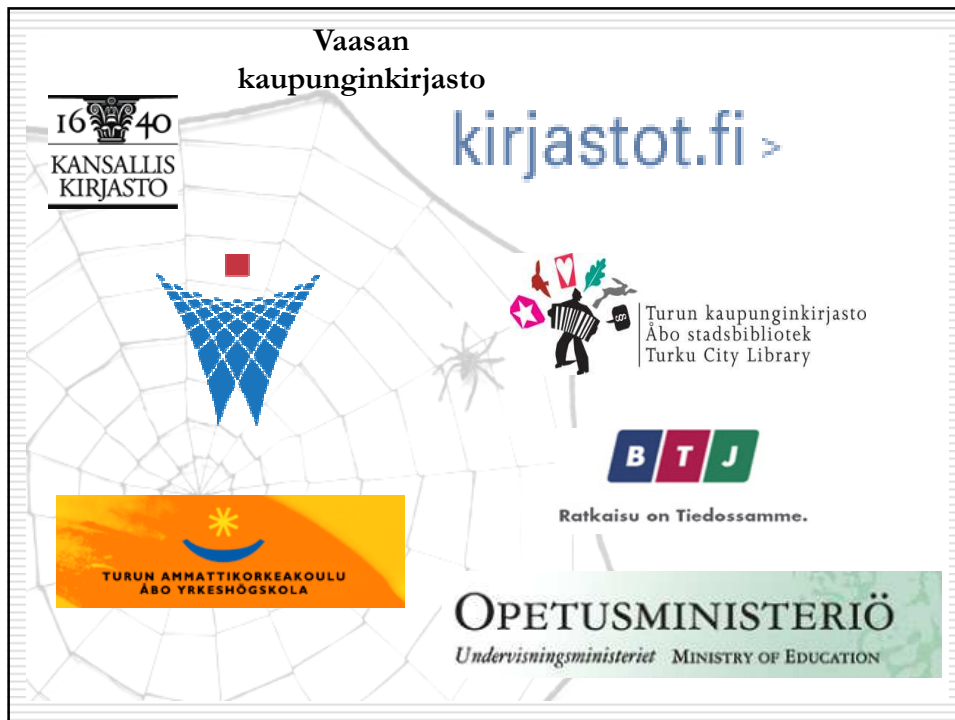 Vaasan
kaupunginkirjasto
16 40
KANSALLIS
KIRJASTO
kirjastot.fi >
Turun kaupunginkirjasto
Åbo stadsbibliotek
Turku City Library
BTJ
Ratkaisu on Tiedossamme.
TURUN AMMATTIKORKEAKOULU
ÅBO YRKESHÖGSKOLA
OPETUSMINISTERIÖ
Undervisningsministeriet MINISTRY OF EDUCATION